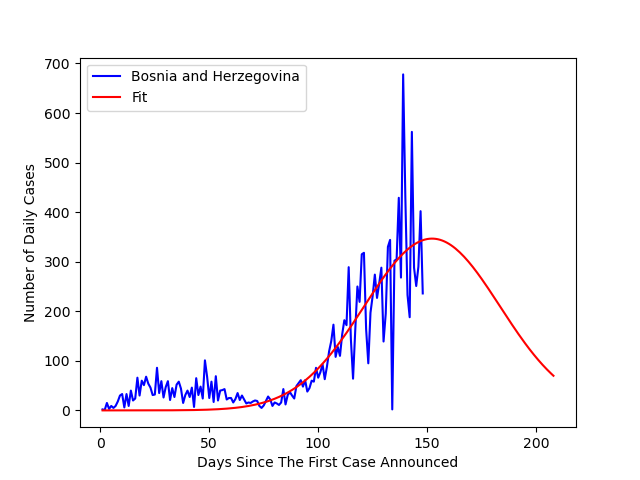 Bosnia and Herzegovina
Fit
700
600
500
400
300
200
100
0
Number of Daily Cases
0 50 100 150 200
Days Since The First Case Announced